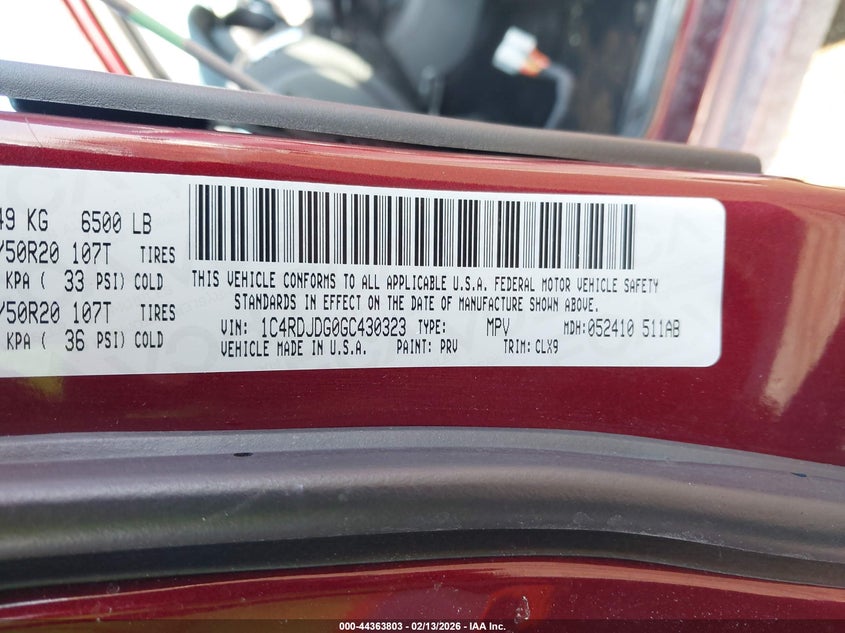 49 KG 6500 LB
/50R20 107T TIRES
KPA ( 33 PSI) COLD
/50R20 107T TIRES
KPA ( 36 PSI) COLD
THIS VEHICLE CONFORMS TO ALL APPLICABLE U.S.A. FEDERAL MOTOR VEHICLE SAFETY
STANDARDS IN EFFECT ON THE DATE OF MANUFACTURE SHOWN ABOVE.
VIN: 1C4RDJDG0GC430323 TYPE: MPV MDH:052410 511AB
VEHICLE MADE IN U.S.A. PAINT: PRV TRIM: CLX9
000-44363803 — 02/13/2026 — IAA Inc.